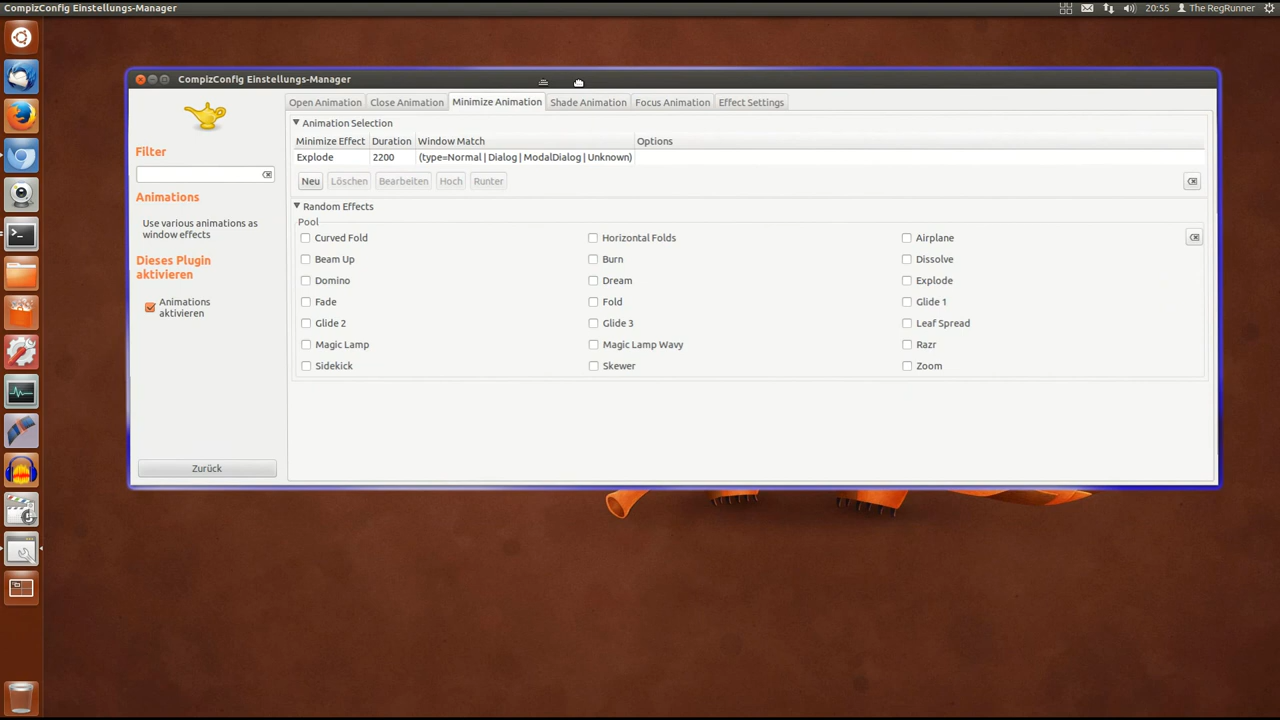 CompizConfig Einstellungs-Manager
20:55
The RegRunner
CompizConfig Einstellungs-Manager
Filter
Animations
Use various animations as
window effects
Dieses Plugin
aktivieren
Animations
aktivieren
Zurück
Open Animation
Close Animation
Minimize Animation
Shade Animation
Focus Animation
Effect Settings
Animation Selection
Minimize Effect Duration Window Match Options
Explode 2200 (type=Normal | Dialog | ModalDialog | Unknown)
Neu Löschen Bearbeiten Hoch Runter
Random Effects
Pool
Curved Fold Horizontal Folds Airplane
Beam Up Burn Dissolve
Domino Dream Explode
Fade Fold Glide 1
Glide 2 Glide 3 Leaf Spread
Magic Lamp Magic Lamp Wavy Razr
Sidekick Skewer Zoom